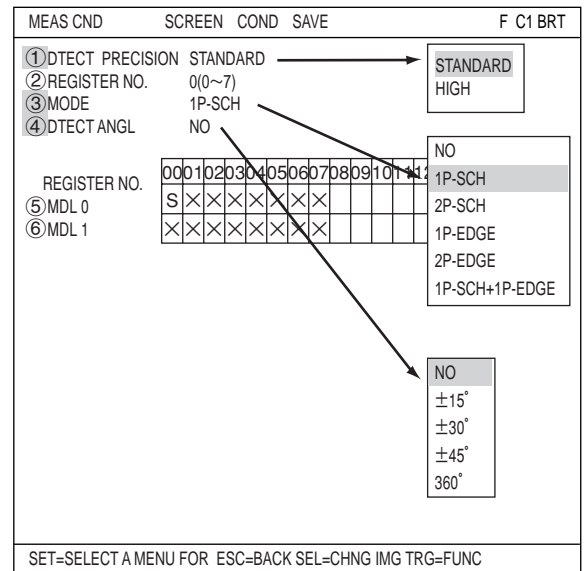 MEAS CND SCREEN COND SAVE F C1 BRT
①DTECT PRECISION STANDARD
②REGISTER NO. 0(0~7)
③MODE 1P-SCH
④DTECT ANGL NO
STANDARD
HIGH
NO
1P-SCH
2P-SCH
1P-EDGE
2P-EDGE
1P-SCH+1P-EDGE
REGISTER NO. 00 01 02 03 04 05 06 07 08 09 10 11 12
⑤MDL 0 S × × × × × × ×
⑥MDL 1 × × × × × × × ×
NO
±15°
±30°
±45°
360°
SET=SELECT A MENU FOR ESC=BACK SEL=CHNG IMG TRG=FUNC